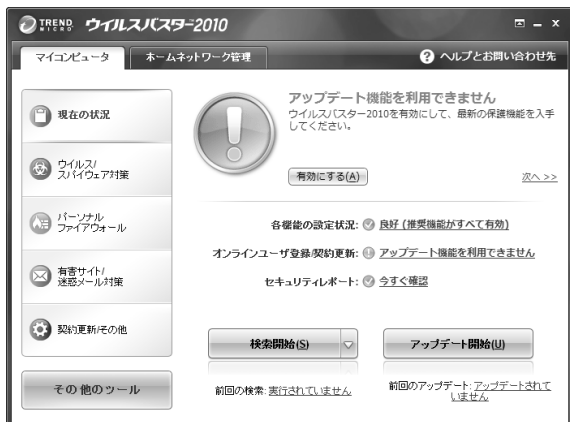 TREND MICRO ウイルスバスター2010
マイコンピュータ
ホームネットワーク管理
? ヘルプとお問い合わせ先
現在の状況
ウイルス/
スパイウェア対策
パーソナル
ファイアウォール
有害サイト/
迷惑メール対策
契約更新/その他
その他のツール
アップデート機能を利用できません
ウイルスバスター2010を有効にして、最新の保護機能を入手
してください。
有効にする(A)
次へ >>
各機能の設定状況: 良好 (推奨機能がすべて有効)
オンラインユーザ登録/契約更新: アップデート機能を利用できません
セキュリティレポート: 今すぐ確認
検索開始(S)
アップデート開始(U)
前回の検索: 実行されていません
前回のアップデート: アップデートされて
いません